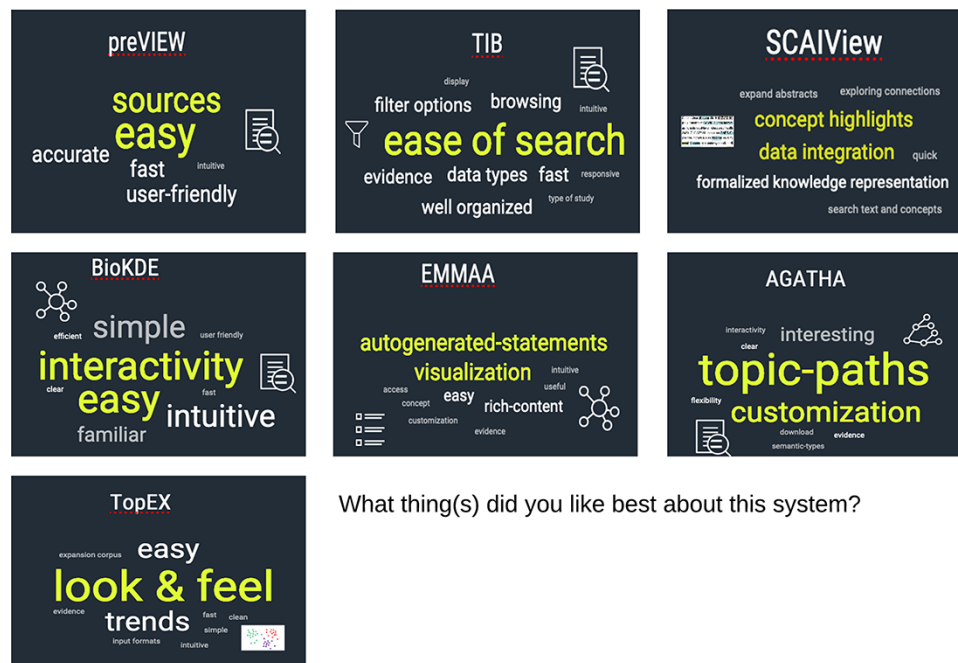 preVIEW
sources
easy
accurate
fast
intuitive
user-friendly
TIB
display
filter options
browsing
intuitive
ease of search
evidence
data types
fast
responsive
type of study
well organized
SCAIView
expand abstracts
exploring connections
concept highlights
data integration
quick
formalized knowledge representation
search text and concepts
BioKDE
simple
efficient
user friendly
interactivity
clear
easy
fast
intuitive
familiar
EMMAA
autogenerated-statements
visualization
intuitive
access
easy
useful
concept
rich-content
customization
evidence
AGATHA
interactivity
interesting
clear
topic-paths
flexibility
customization
download
evidence
semantic-types
TopEX
expansion corpus
easy
look & feel
evidence
trends
fast
clean
simple
input formats
intuitive
What thing(s) did you like best about this system?